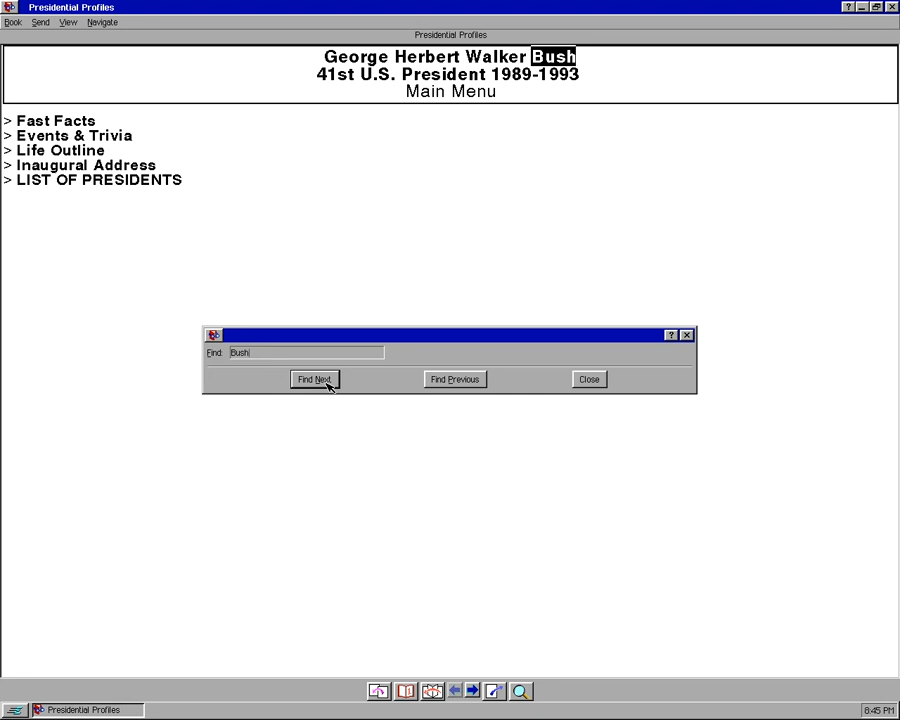 Presidential Profiles
Book Send View Navigate
Presidential Profiles
George Herbert Walker Bush
41st U.S. President 1989-1993
Main Menu
> Fast Facts
> Events & Trivia
> Life Outline
> Inaugural Address
> LIST OF PRESIDENTS
Find: Bush
Find Next Find Previous Close
Presidential Profiles 8:45 PM